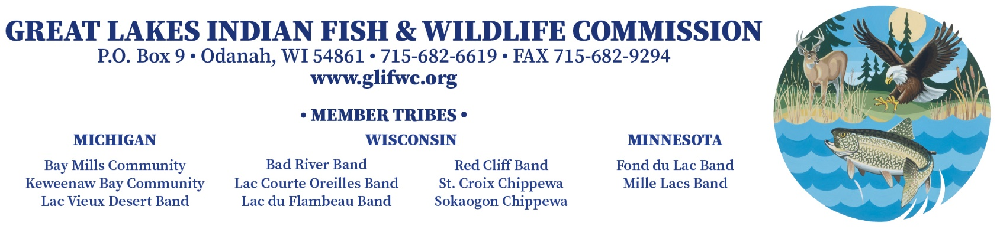 GREAT LAKES INDIAN FISH & WILDLIFE COMMISSION
P.O. Box 9 • Odanah, WI 54861 • 715-682-6619 • FAX 715-682-9294
www.glifwc.org
• MEMBER TRIBES •
MICHIGAN
Bay Mills Community
Keweenaw Bay Community
Lac Vieux Desert Band
WISCONSIN
Bad River Band
Lac Courte Oreilles Band
Lac du Flambeau Band
Red Cliff Band
St. Croix Chippewa
Sokaogon Chippewa
MINNESOTA
Fond du Lac Band
Mille Lacs Band